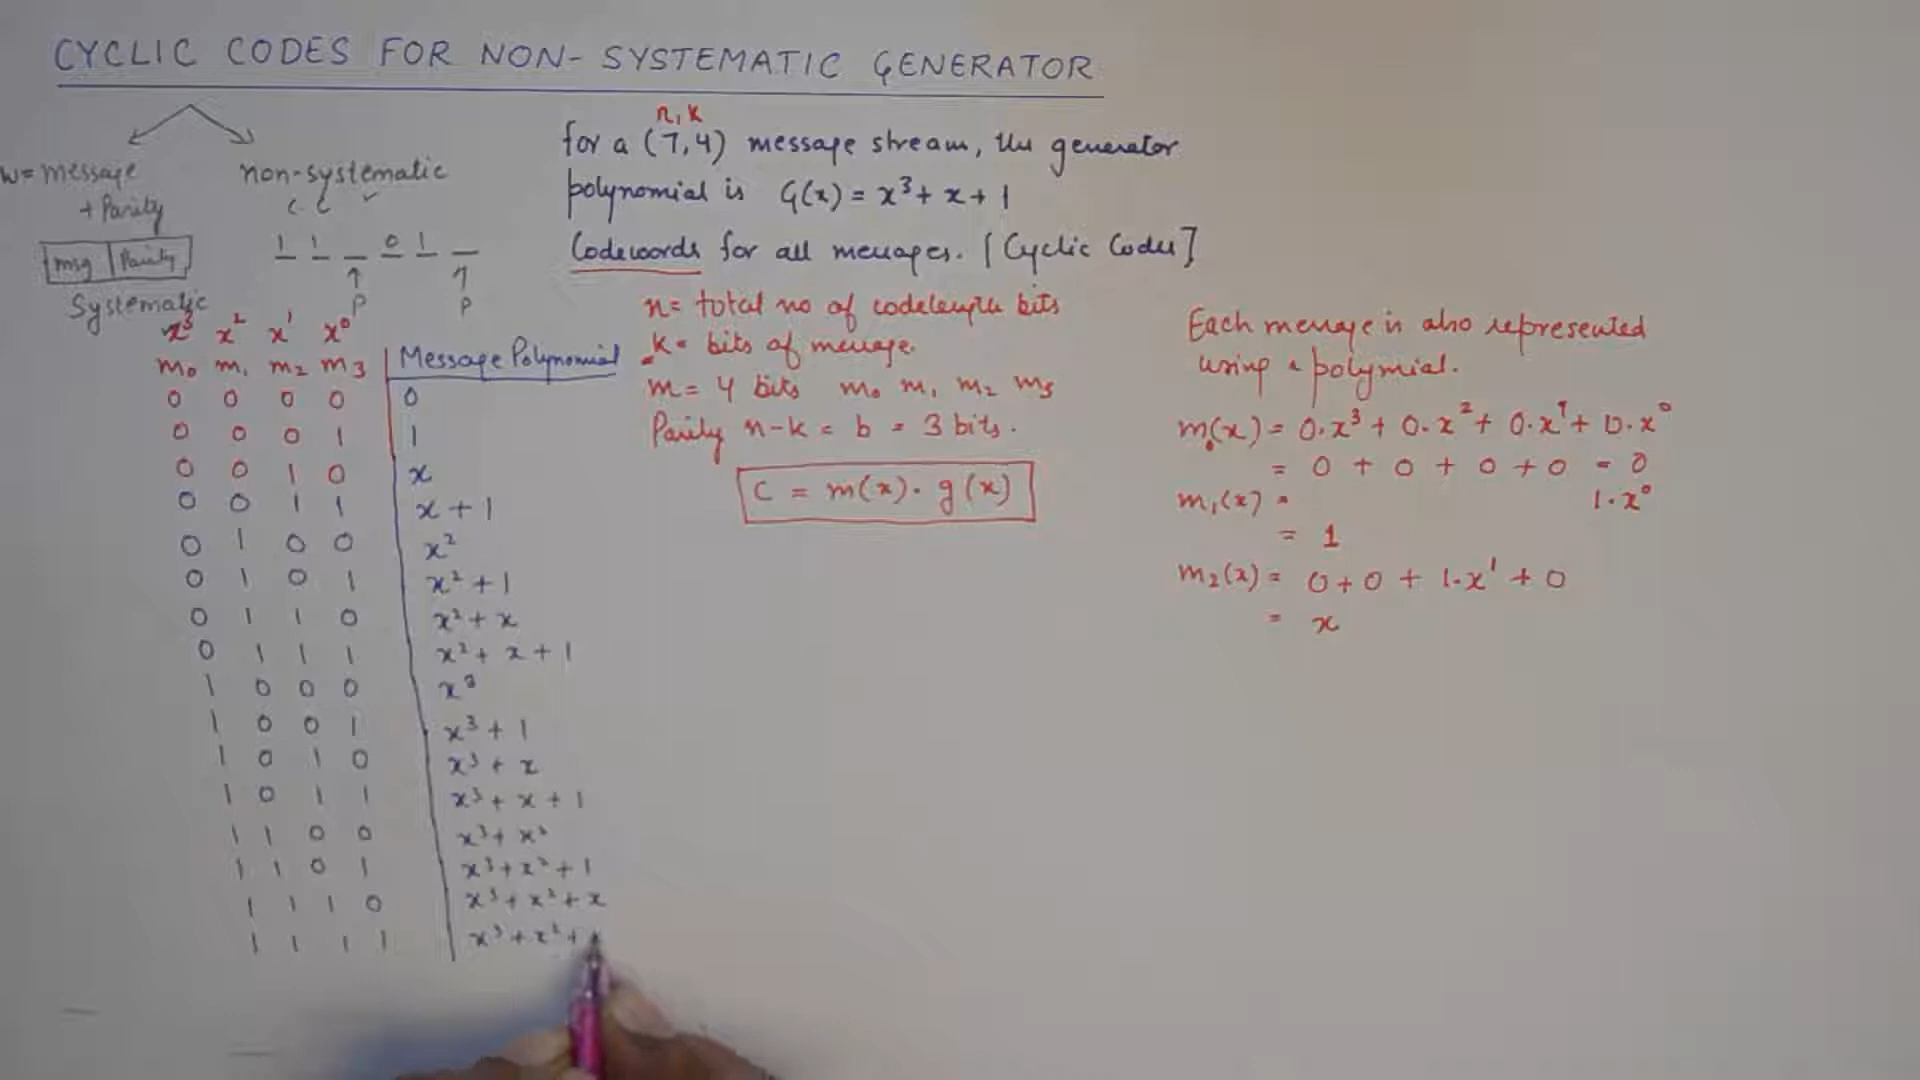 CYCLIC CODES FOR NON-SYSTEMATIC GENERATOR
w = message
+ Parity
msg | Parity
Systematic
non-systematic
C. C ✓
1 1 _ 0 1 _
↑ ↑
P P
n, k
for a (7,4) message stream, the generator
polynomial is G(x) = x³ + x + 1
Codewords for all messages. [Cyclic Codes]
n = total no of codelength bits
k = bits of message.
m = 4 bits m₀ m₁ m₂ m₃
Parity n-k = b = 3 bits.
C = m(x). g(x)
x³ x² x¹ x⁰
m₀ m₁ m₂ m₃ | Message Polynomial
0 0 0 0 | 0
0 0 0 1 | 1
0 0 1 0 | x
0 0 1 1 | x + 1
0 1 0 0 | x²
0 1 0 1 | x² + 1
0 1 1 0 | x² + x
0 1 1 1 | x² + x + 1
1 0 0 0 | x³
1 0 0 1 | x³ + 1
1 0 1 0 | x³ + x
1 0 1 1 | x³ + x + 1
1 1 0 0 | x³ + x²
1 1 0 1 | x³ + x² + 1
1 1 1 0 | x³ + x² + x
1 1 1 1 | x³ + x² +
Each message is also represented
using a polymial.
m₀(x) = 0.x³ + 0.x² + 0.x¹ + 0.x⁰
= 0 + 0 + 0 + 0 = 0
m₁(x) = 1.x⁰
= 1
m₂(x) = 0 + 0 + 1.x¹ + 0
= x